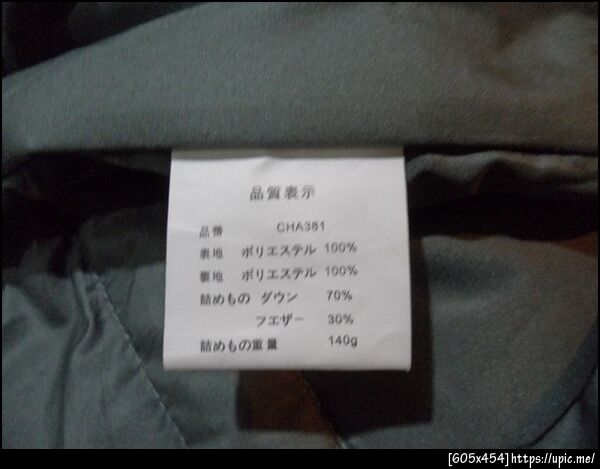 品質表示
品番 CHA381
表地 ポリエステル 100%
裏地 ポリエステル 100%
詰めもの ダウン 70%
フエザー 30%
詰めもの重量 140g
[605x454]https://upic.me/